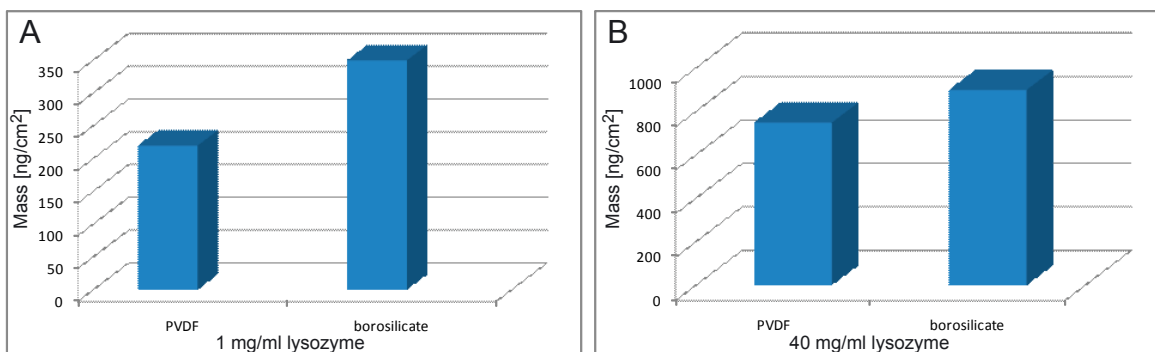 A
Mass [ng/cm2]
350
300
250
200
150
100
50
0
PVDF borosilicate
1 mg/ml lysozyme
B
Mass [ng/cm2]
1000
800
600
400
200
0
PVDF borosilicate
40 mg/ml lysozyme